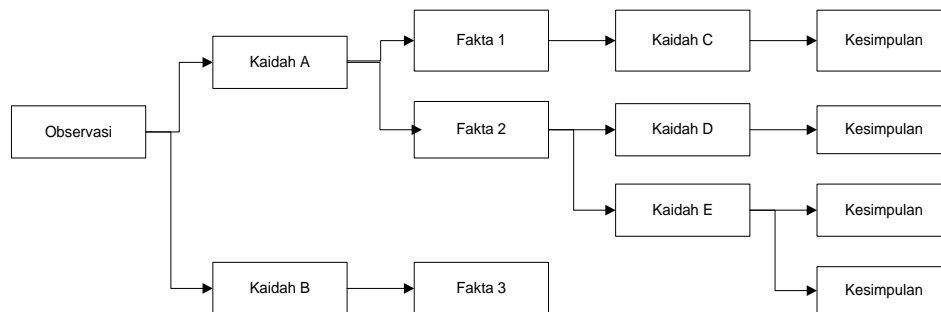 Fakta 1
Kaidah C
Kesimpulan
Kaidah A
Observasi
Fakta 2
Kaidah D
Kesimpulan
Kaidah E
Kesimpulan
Kaidah B
Fakta 3
Kesimpulan